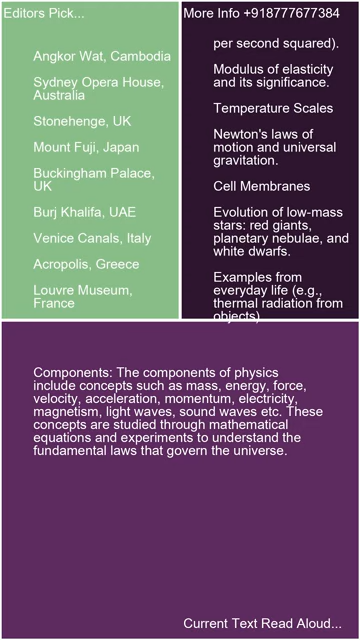 Editors Pick...
Angkor Wat, Cambodia
Sydney Opera House,
Australia
Stonehenge, UK
Mount Fuji, Japan
Buckingham Palace,
UK
Burj Khalifa, UAE
Venice Canals, Italy
Acropolis, Greece
Louvre Museum,
France
More Info +918777677384
per second squared).
Modulus of elasticity
and its significance.
Temperature Scales
Newton's laws of
motion and universal
gravitation.
Cell Membranes
Evolution of low-mass
stars: red giants,
planetary nebulae, and
white dwarfs.
Examples from
everyday life (e.g.,
thermal radiation from
objects)
Components: The components of physics
include concepts such as mass, energy, force,
velocity, acceleration, momentum, electricity,
magnetism, light waves, sound waves etc. These
concepts are studied through mathematical
equations and experiments to understand the
fundamental laws that govern the universe.
Current Text Read Aloud...